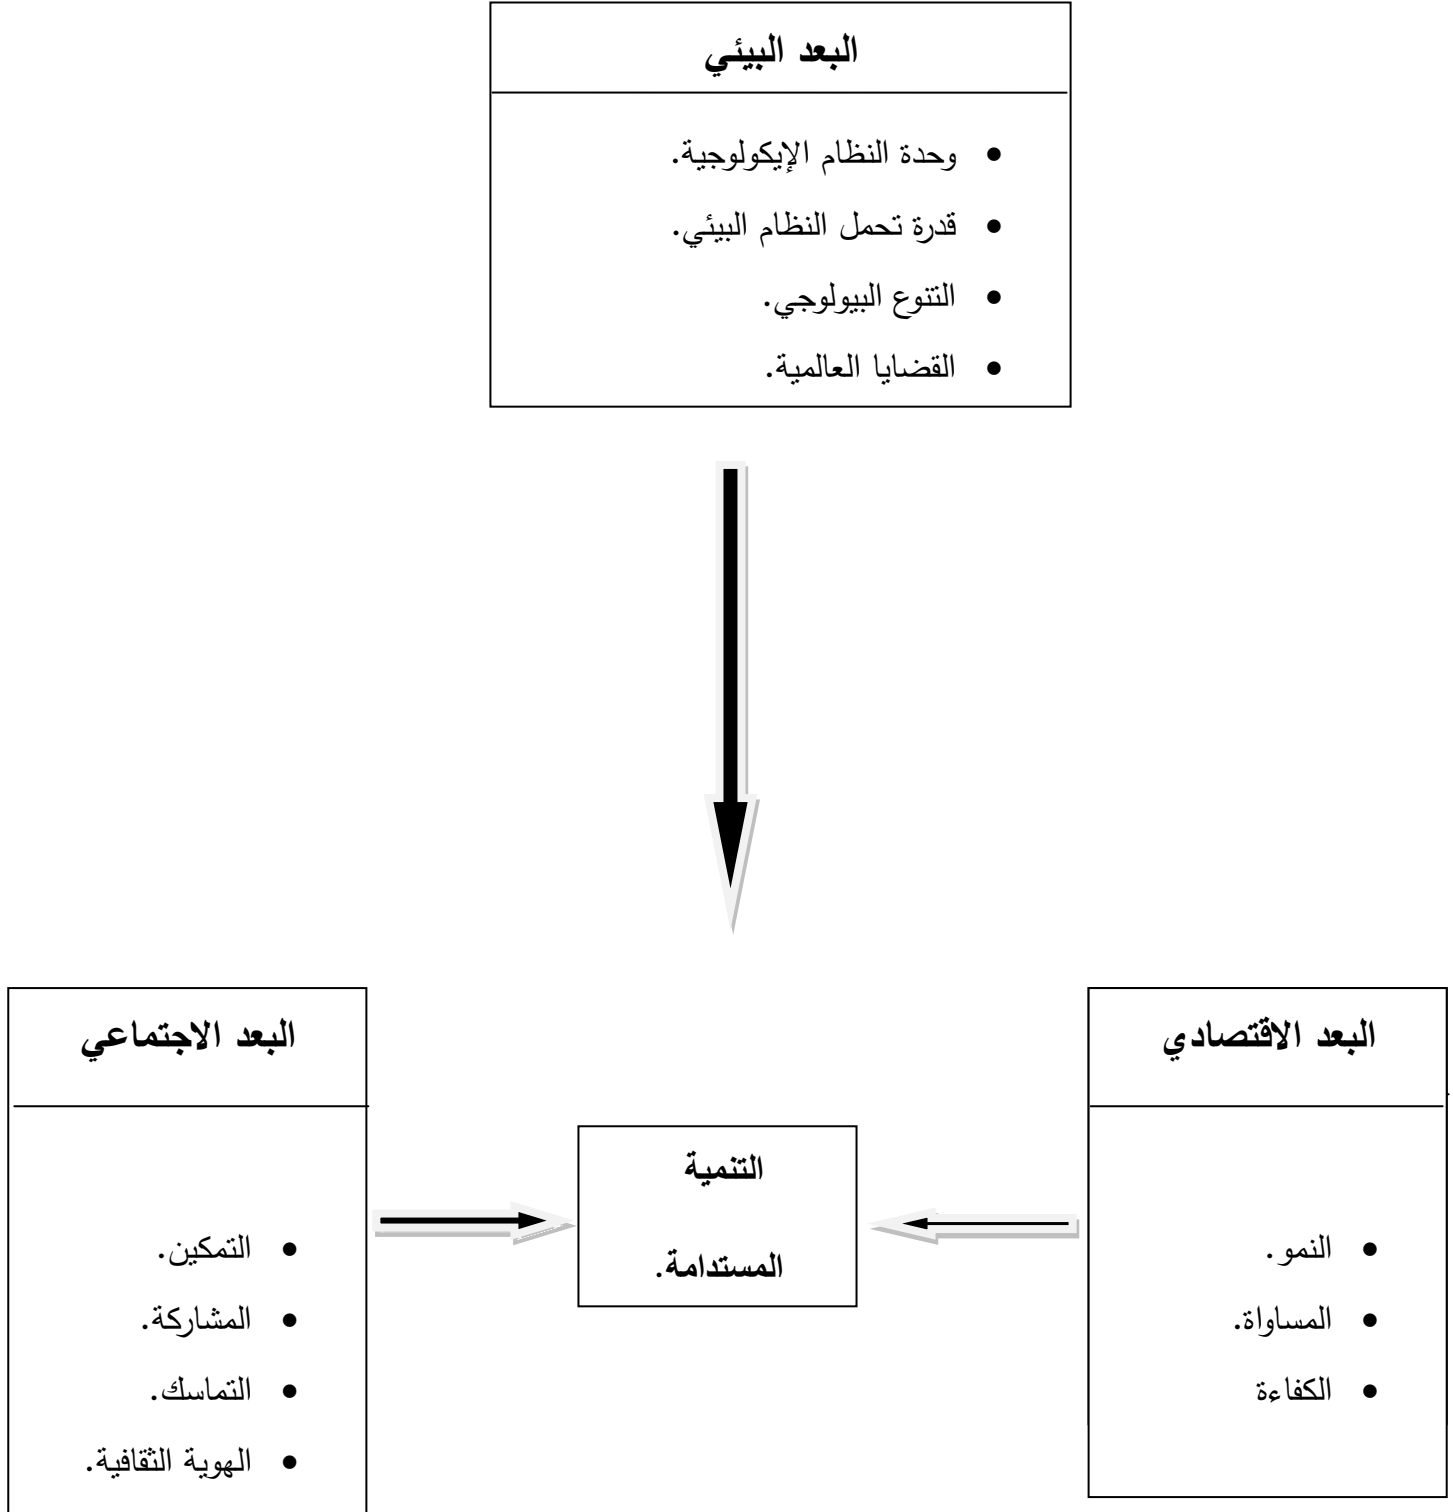 البعد البيئي
• وحدة النظام الإيكولوجية.
• قدرة تحمل النظام البيئي.
• التنوع البيولوجي.
• القضايا العالمية.
البعد الاقتصادي
• النمو.
• المساواة.
• الكفاءة
التنمية
المستدامة.
البعد الاجتماعي
• التمكين.
• المشاركة.
• التماسك.
• الهوية الثقافية.